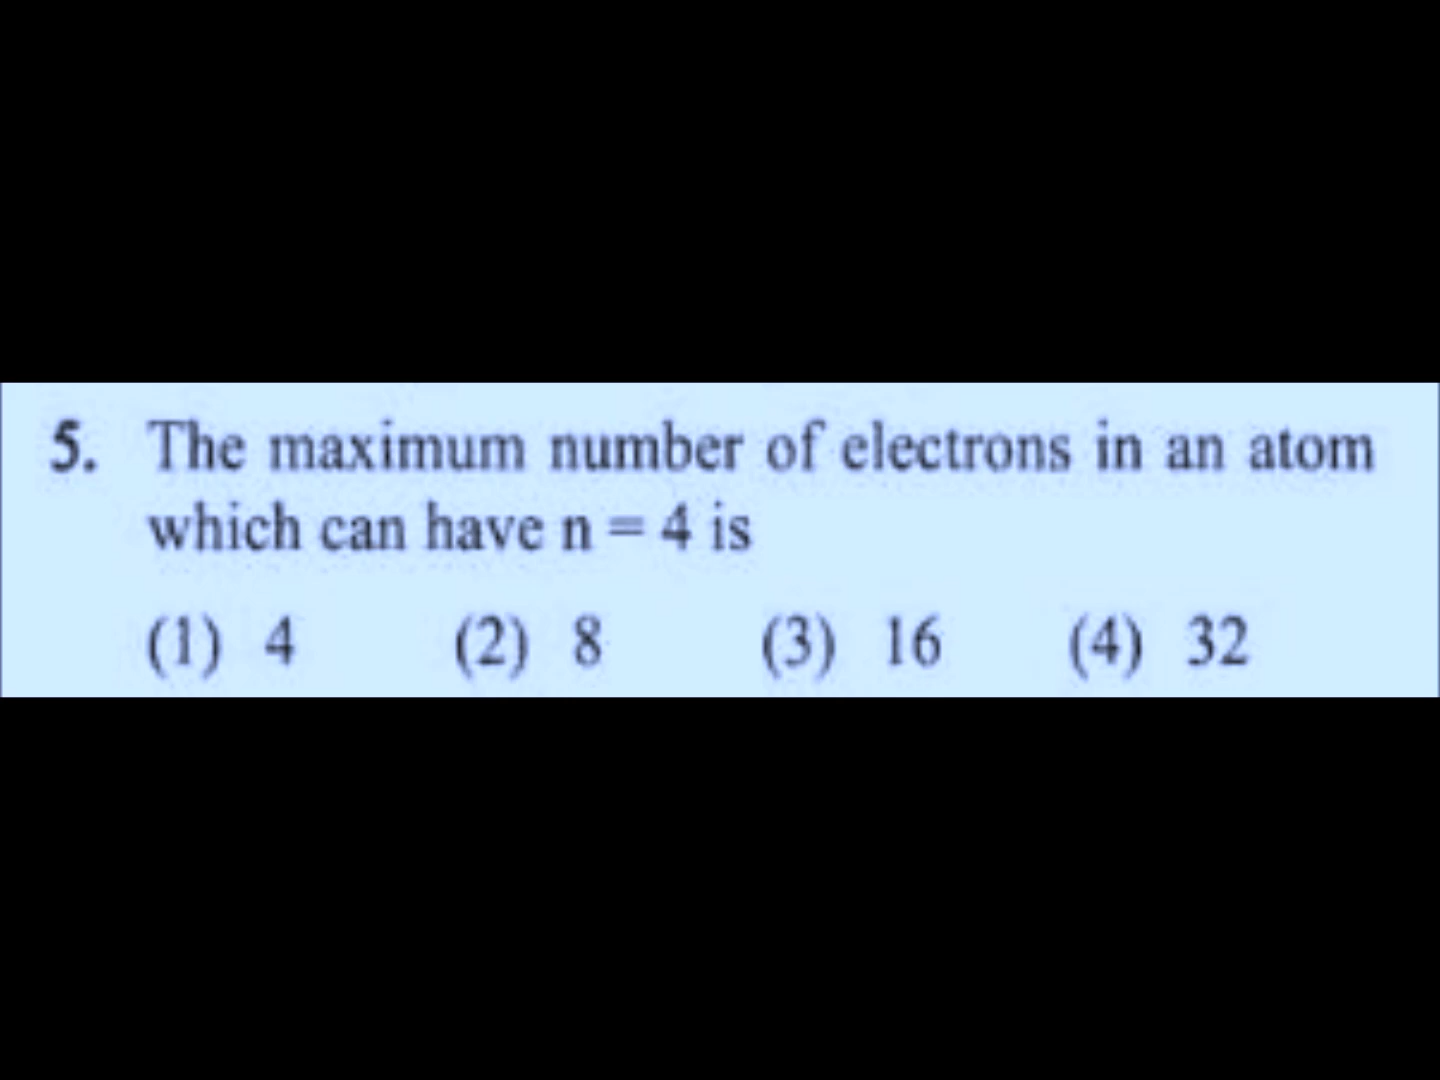 5. The maximum number of electrons in an atom
which can have n = 4 is
(1) 4 (2) 8 (3) 16 (4) 32